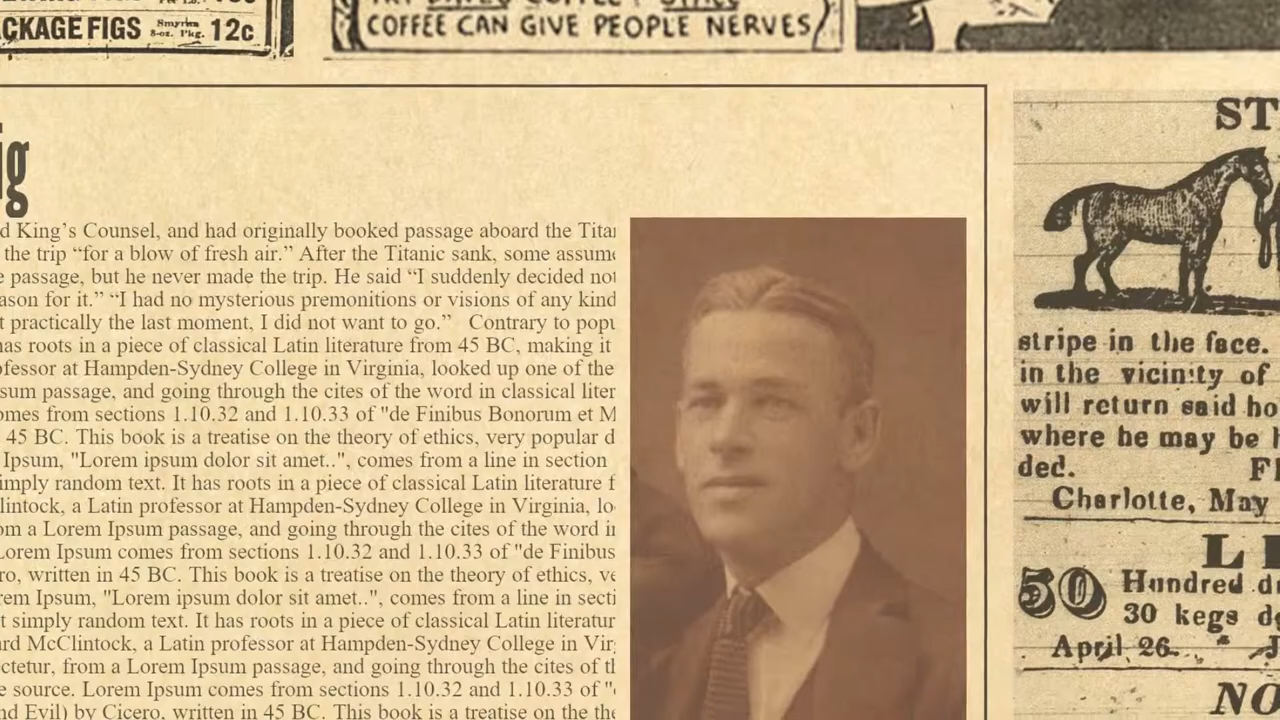 CKAGE FIGS Smyrna 8-oz. Pkg. 12c
COFFEE CAN GIVE PEOPLE NERVES
ig
d King's Counsel, and had originally booked passage aboard the Tita
the trip “for a blow of fresh air.” After the Titanic sank, some assum
e passage, but he never made the trip. He said “I suddenly decided not
ason for it.” “I had no mysterious premonitions or visions of any kind
t practically the last moment, I did not want to go.” Contrary to popu
has roots in a piece of classical Latin literature from 45 BC, making it
ofessor at Hampden-Sydney College in Virginia, looked up one of the
sum passage, and going through the cites of the word in classical liter
omes from sections 1.10.32 and 1.10.33 of "de Finibus Bonorum et M
45 BC. This book is a treatise on the theory of ethics, very popular d
Ipsum, "Lorem ipsum dolor sit amet..", comes from a line in section
imply random text. It has roots in a piece of classical Latin literature f
lintock, a Latin professor at Hampden-Sydney College in Virginia, lo
om a Lorem Ipsum passage, and going through the cites of the word in
Lorem Ipsum comes from sections 1.10.32 and 1.10.33 of "de Finibus
ro, written in 45 BC. This book is a treatise on the theory of ethics, ve
rem Ipsum, "Lorem ipsum dolor sit amet..", comes from a line in secti
t simply random text. It has roots in a piece of classical Latin literatur
ard McClintock, a Latin professor at Hampden-Sydney College in Vir
ectetur, from a Lorem Ipsum passage, and going through the cites of th
e source. Lorem Ipsum comes from sections 1.10.32 and 1.10.33 of "
nd Evil) by Cicero, written in 45 BC. This book is a treatise on the the
ST
stripe in the face.
in the vicinity of
will return said ho
where he may be
ded. F
Charlotte, May
L
50 Hundred
30 kegs
April 26.
NO